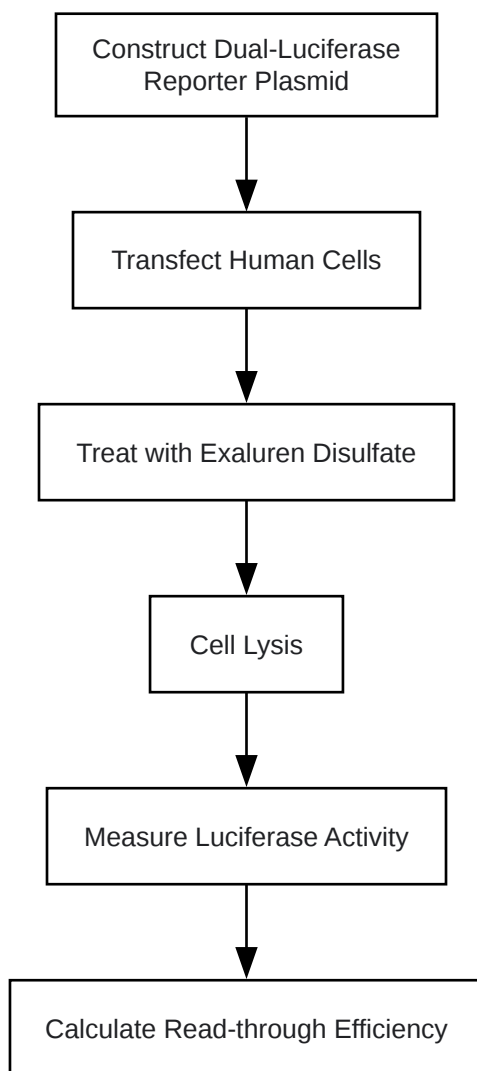 Construct Dual-Luciferase
Reporter Plasmid
Transfect Human Cells
Treat with Exaluren Disulfate
Cell Lysis
Measure Luciferase Activity
Calculate Read-through Efficiency